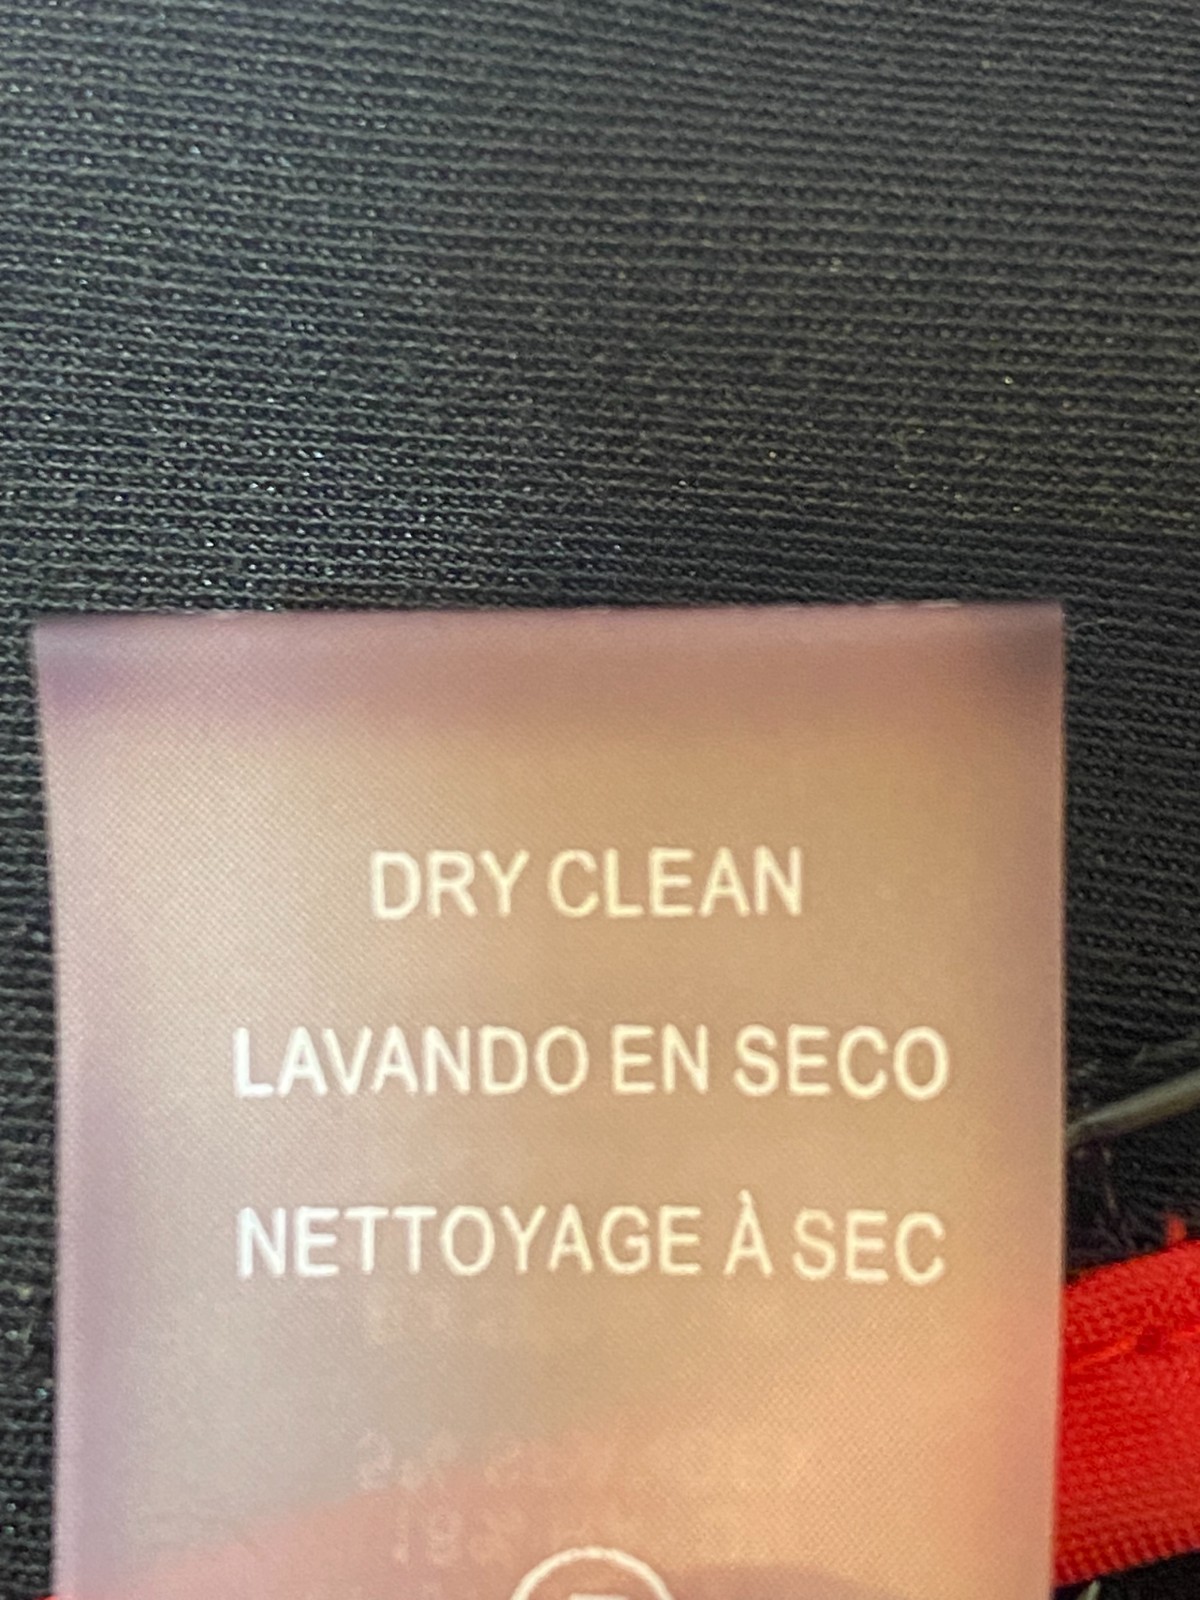 DRY CLEAN
LAVANDO EN SECO
NETTOYAGE À SEC